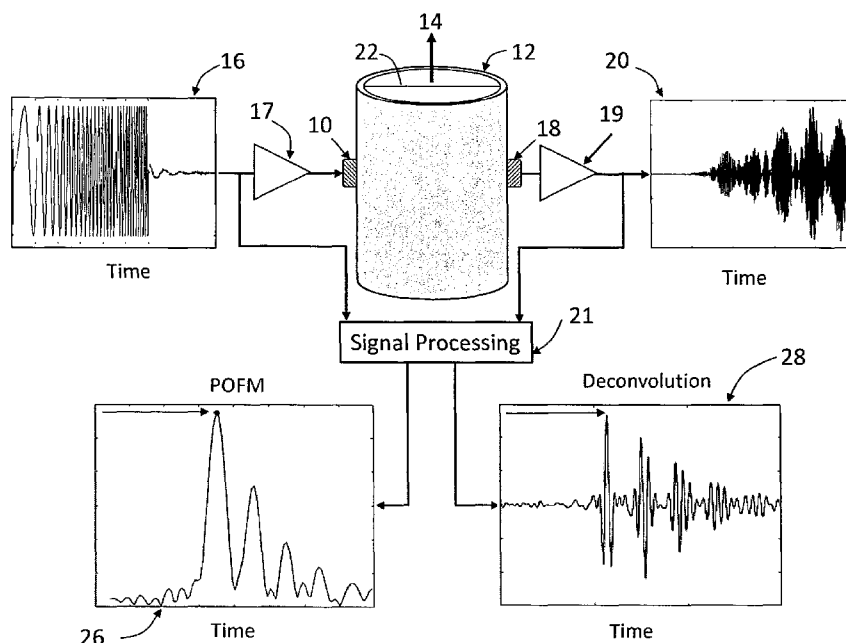 14
16
22
12
20
17
10
18
19
Time
Time
21
Signal Processing
POFM
Deconvolution
28
26
Time
Time